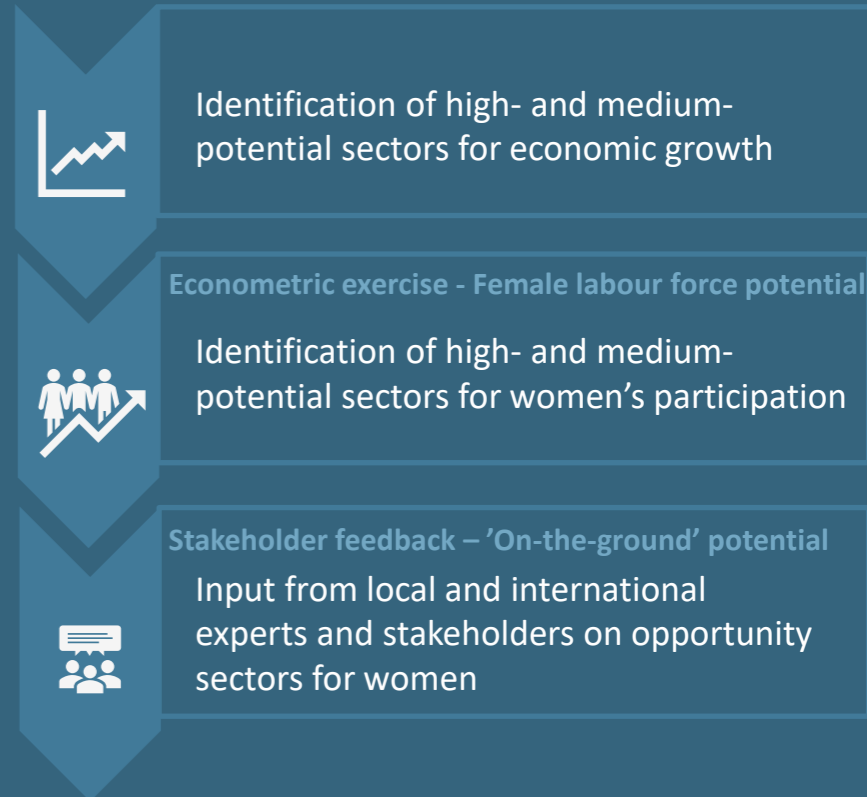 Identification of high- and medium-
potential sectors for economic growth
Econometric exercise - Female labour force potential
Identification of high- and medium-
potential sectors for women’s participation
Stakeholder feedback – ’On-the-ground’ potential
Input from local and international
experts and stakeholders on opportunity
sectors for women